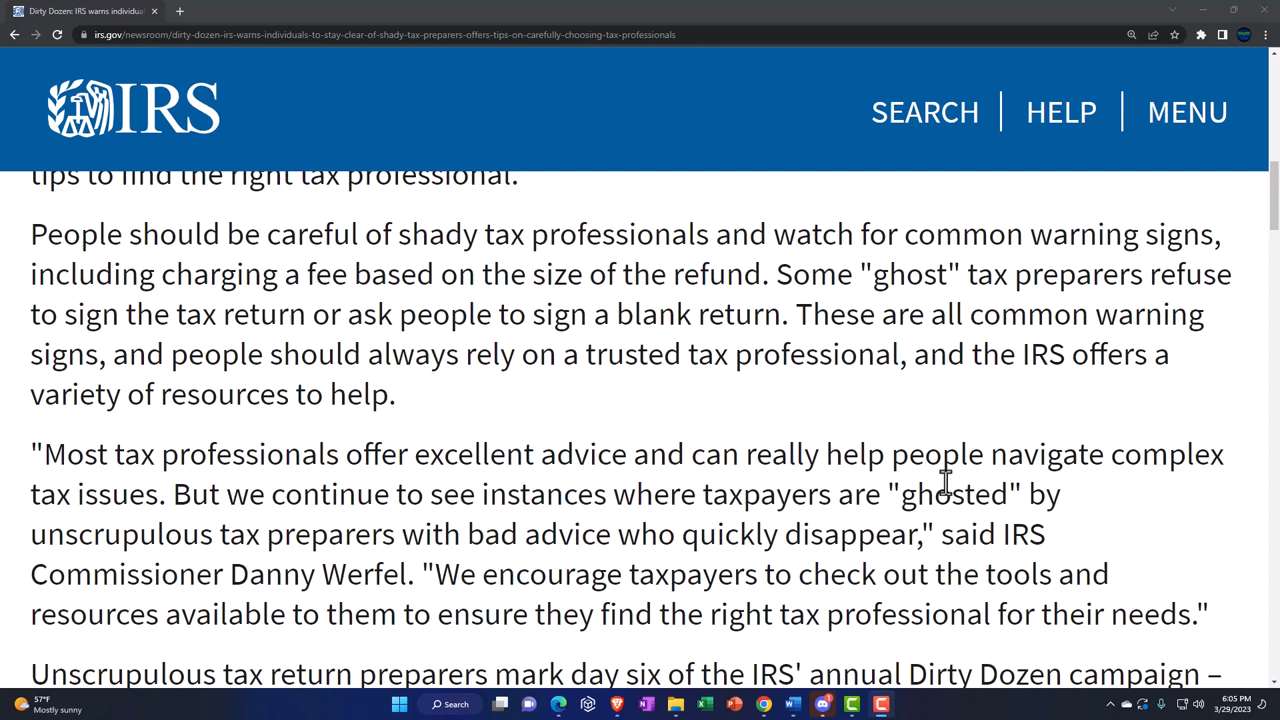 Dirty Dozen: IRS warns individual
irs.gov/newsroom/dirty-dozen-irs-warns-individuals-to-stay-clear-of-shady-tax-preparers-offers-tips-on-carefully-choosing-tax-professionals
IRS
SEARCH HELP MENU
tips to find the right tax professional.
People should be careful of shady tax professionals and watch for common warning signs,
including charging a fee based on the size of the refund. Some "ghost" tax preparers refuse
to sign the tax return or ask people to sign a blank return. These are all common warning
signs, and people should always rely on a trusted tax professional, and the IRS offers a
variety of resources to help.
"Most tax professionals offer excellent advice and can really help people navigate complex
tax issues. But we continue to see instances where taxpayers are "ghosted" by
unscrupulous tax preparers with bad advice who quickly disappear," said IRS
Commissioner Danny Werfel. "We encourage taxpayers to check out the tools and
resources available to them to ensure they find the right tax professional for their needs."
Unscrupulous tax return preparers mark day six of the IRS' annual Dirty Dozen campaign –
57°F
Mostly sunny
Search
6:05 PM
3/29/2023